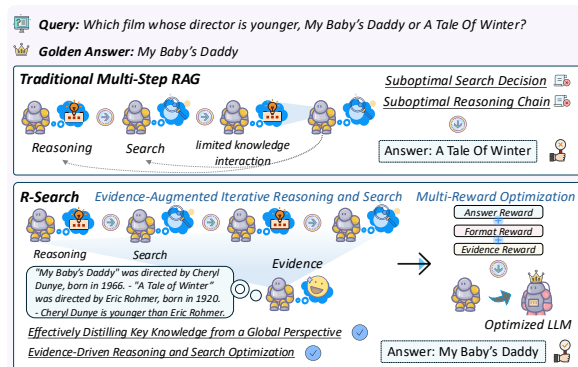 Query: Which film whose director is younger, My Baby's Daddy or A Tale Of Winter?
Golden Answer: My Baby's Daddy
Traditional Multi-Step RAG
Suboptimal Search Decision
Suboptimal Reasoning Chain
Reasoning
Search
limited knowledge
interaction
Answer: A Tale Of Winter
R-Search
Evidence-Augmented Iterative Reasoning and Search
Multi-Reward Optimization
Answer Reward
Format Reward
Evidence Reward
Reasoning
Search
Evidence
"My Baby's Daddy" was directed by Cheryl
Dunye, born in 1966. - "A Tale of Winter"
was directed by Eric Rohmer, born in 1920.
- Cheryl Dunye is younger than Eric Rohmer.
Optimized LLM
Effectively Distilling Key Knowledge from a Global Perspective
Evidence-Driven Reasoning and Search Optimization
Answer: My Baby's Daddy